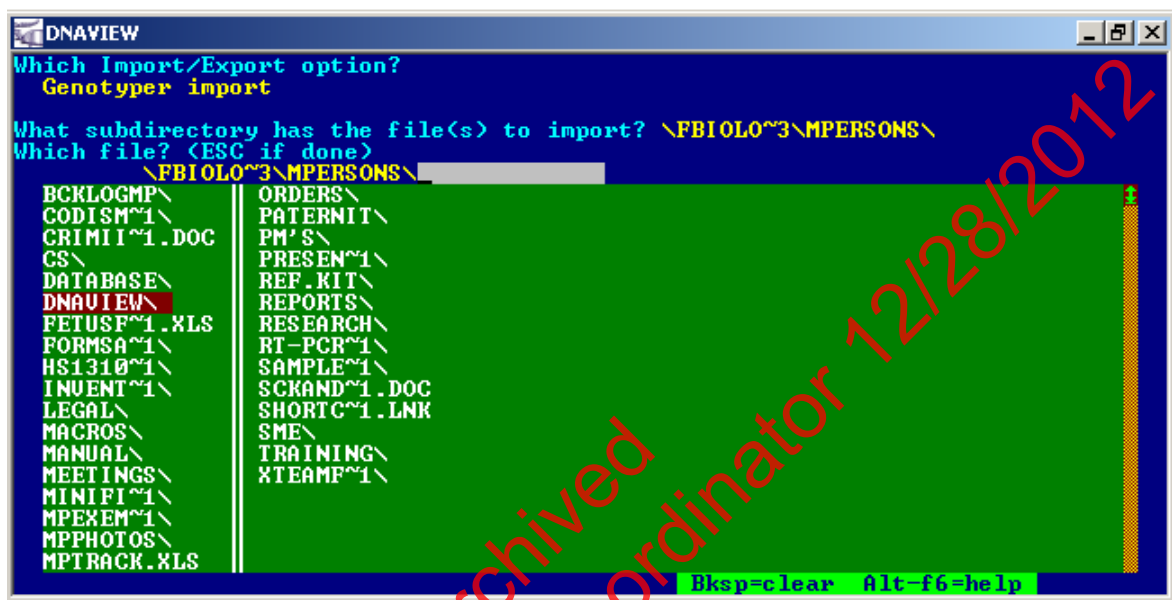 DNAVIEW
Which Import/Export option?
Genotyper import
What subdirectory has the file(s) to import? \FBIOLO~3\MPERSONS\
Which file? (ESC if done)
\FBIOLO~3\MPERSONS\_
BCKLOGMP\ ORDERS\
CODISM~1\ PATERNIT\
CRIMII~1.DOC PM'S\
CS\ PRESEN~1\
DATABASE\ REF.KIT\
DNAVIEW\ REPORTS\
FETUSF~1.XLS RESEARCH\
FORMSA~1\ RT-PCR~1\
HS1310~1\ SAMPLE~1\
INVENT~1\ SCKAND~1.DOC
LEGAL\ SHORTC~1.LNK
MACROS\ SME\
MANUAL\ TRAINING\
MEETINGS\ XTEAMF~1\
MINIFI~1\
MPEXEM~1\
MPPHOTOS\
MPTRACK.XLS
Bksp=clear Alt-f6=help
chived
ordinator 12/28/2012